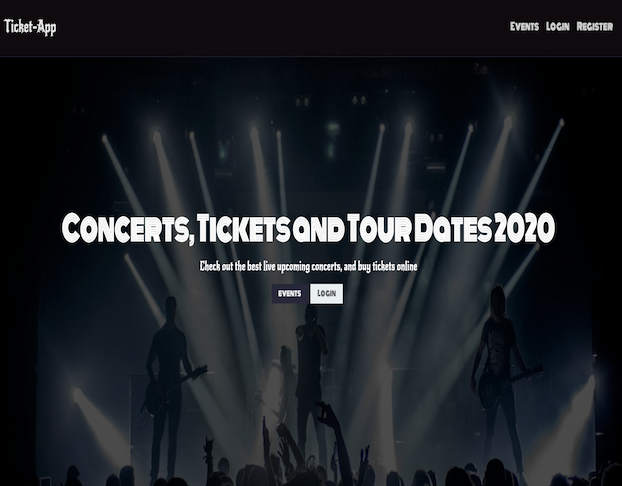 Ticket-App
Events Login Register
Concerts, Tickets and Tour Dates 2020
Check out the best live upcoming concerts, and buy tickets online
EVENTS Login